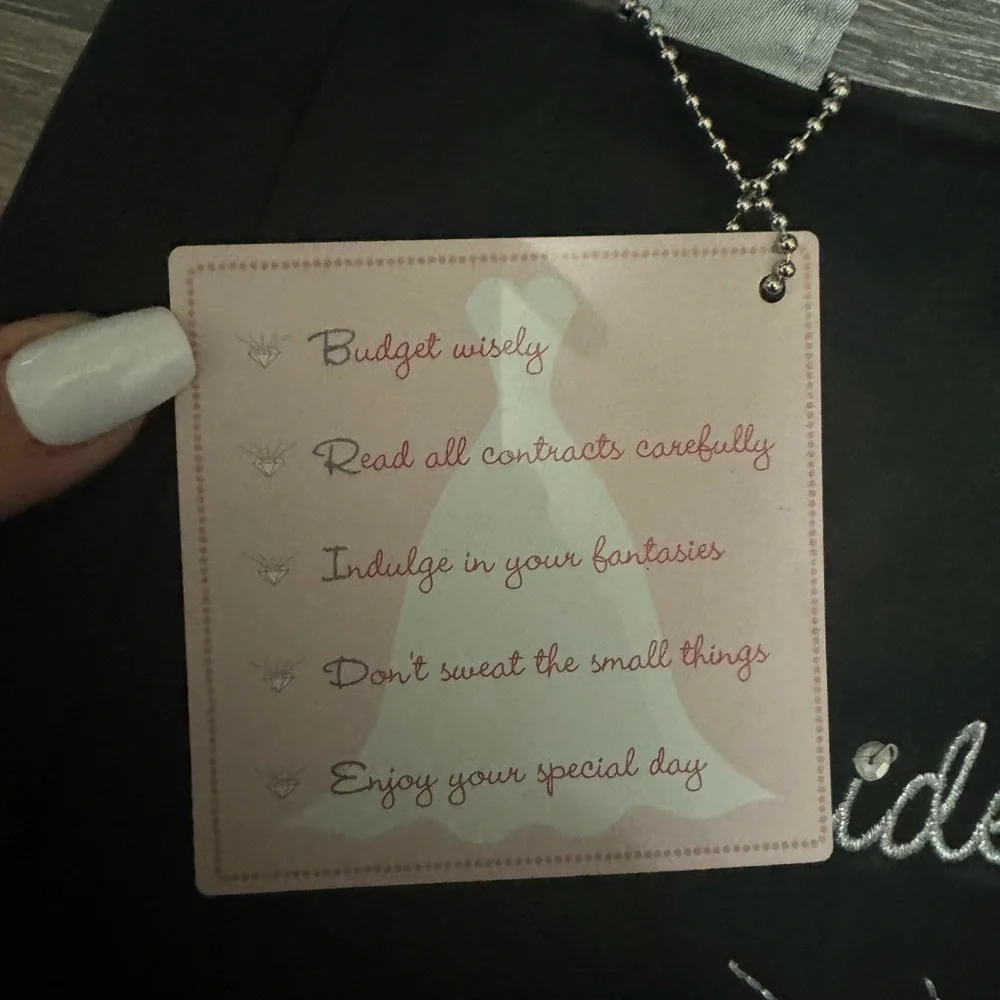 Budget wisely
Read all contracts carefully
Indulge in your fantasies
Don't sweat the small things
Enjoy your special day
ide